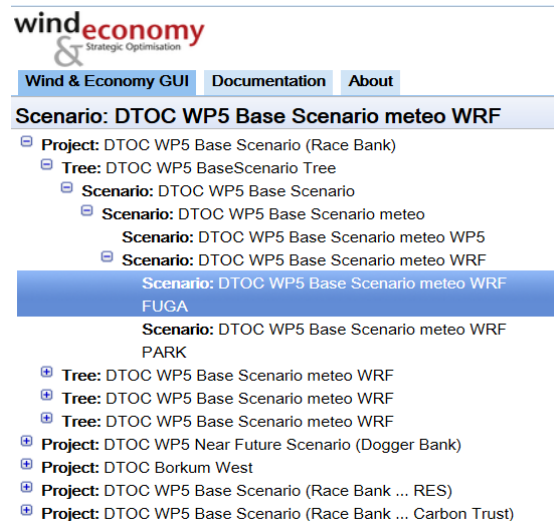 wind economy
& Strategic Optimisation
Wind & Economy GUI Documentation About
Scenario: DTOC WP5 Base Scenario meteo WRF
Project: DTOC WP5 Base Scenario (Race Bank)
Tree: DTOC WP5 BaseScenario Tree
Scenario: DTOC WP5 Base Scenario
Scenario: DTOC WP5 Base Scenario meteo
Scenario: DTOC WP5 Base Scenario meteo WP5
Scenario: DTOC WP5 Base Scenario meteo WRF
Scenario: DTOC WP5 Base Scenario meteo WRF
FUGA
Scenario: DTOC WP5 Base Scenario meteo WRF
PARK
Tree: DTOC WP5 Base Scenario meteo WRF
Tree: DTOC WP5 Base Scenario meteo WRF
Tree: DTOC WP5 Base Scenario meteo WRF
Project: DTOC WP5 Near Future Scenario (Dogger Bank)
Project: DTOC Borkum West
Project: DTOC WP5 Base Scenario (Race Bank ... RES)
Project: DTOC WP5 Base Scenario (Race Bank ... Carbon Trust)